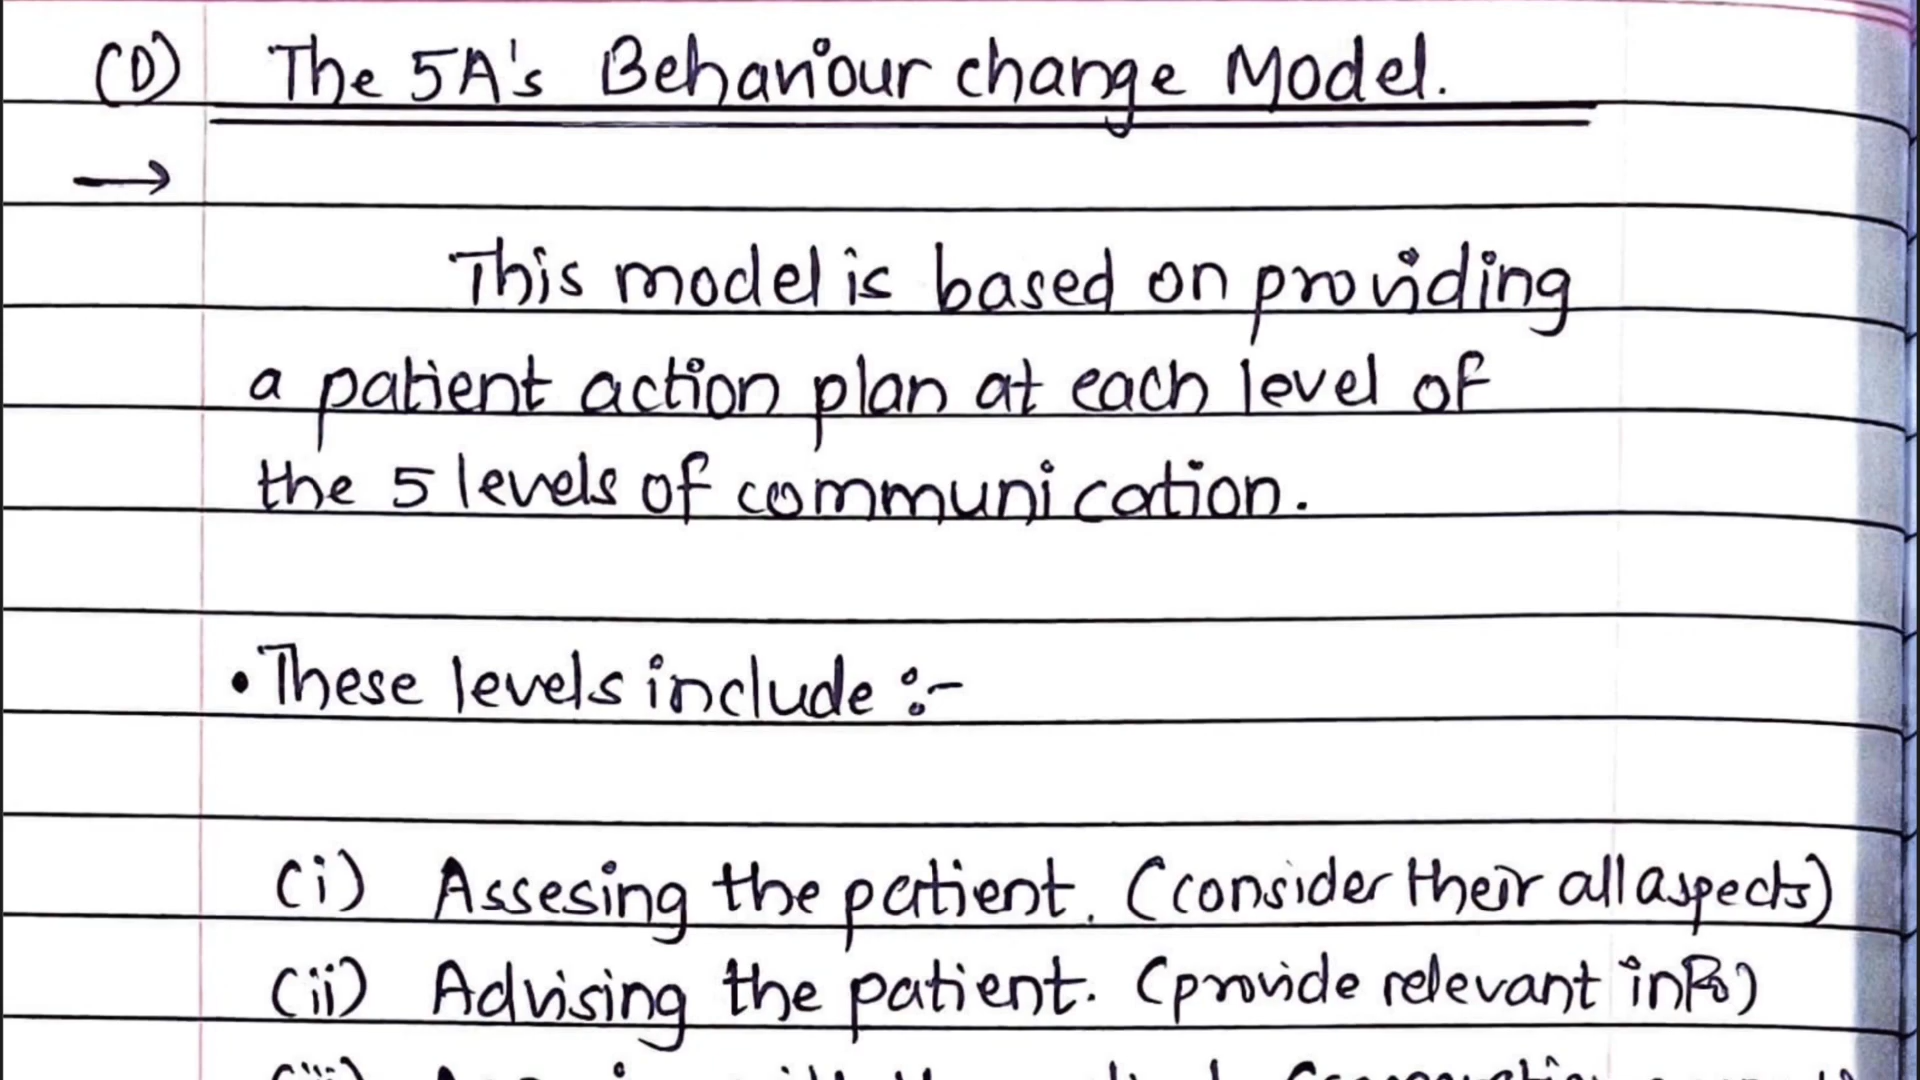 (D) The 5A's Behaviour change Model.
→
This model is based on providing
a patient action plan at each level of
the 5 levels of communication.
• These levels include :-
(i) Assesing the patient. (consider their all aspects)
(ii) Advising the patient. (provide relevant info)